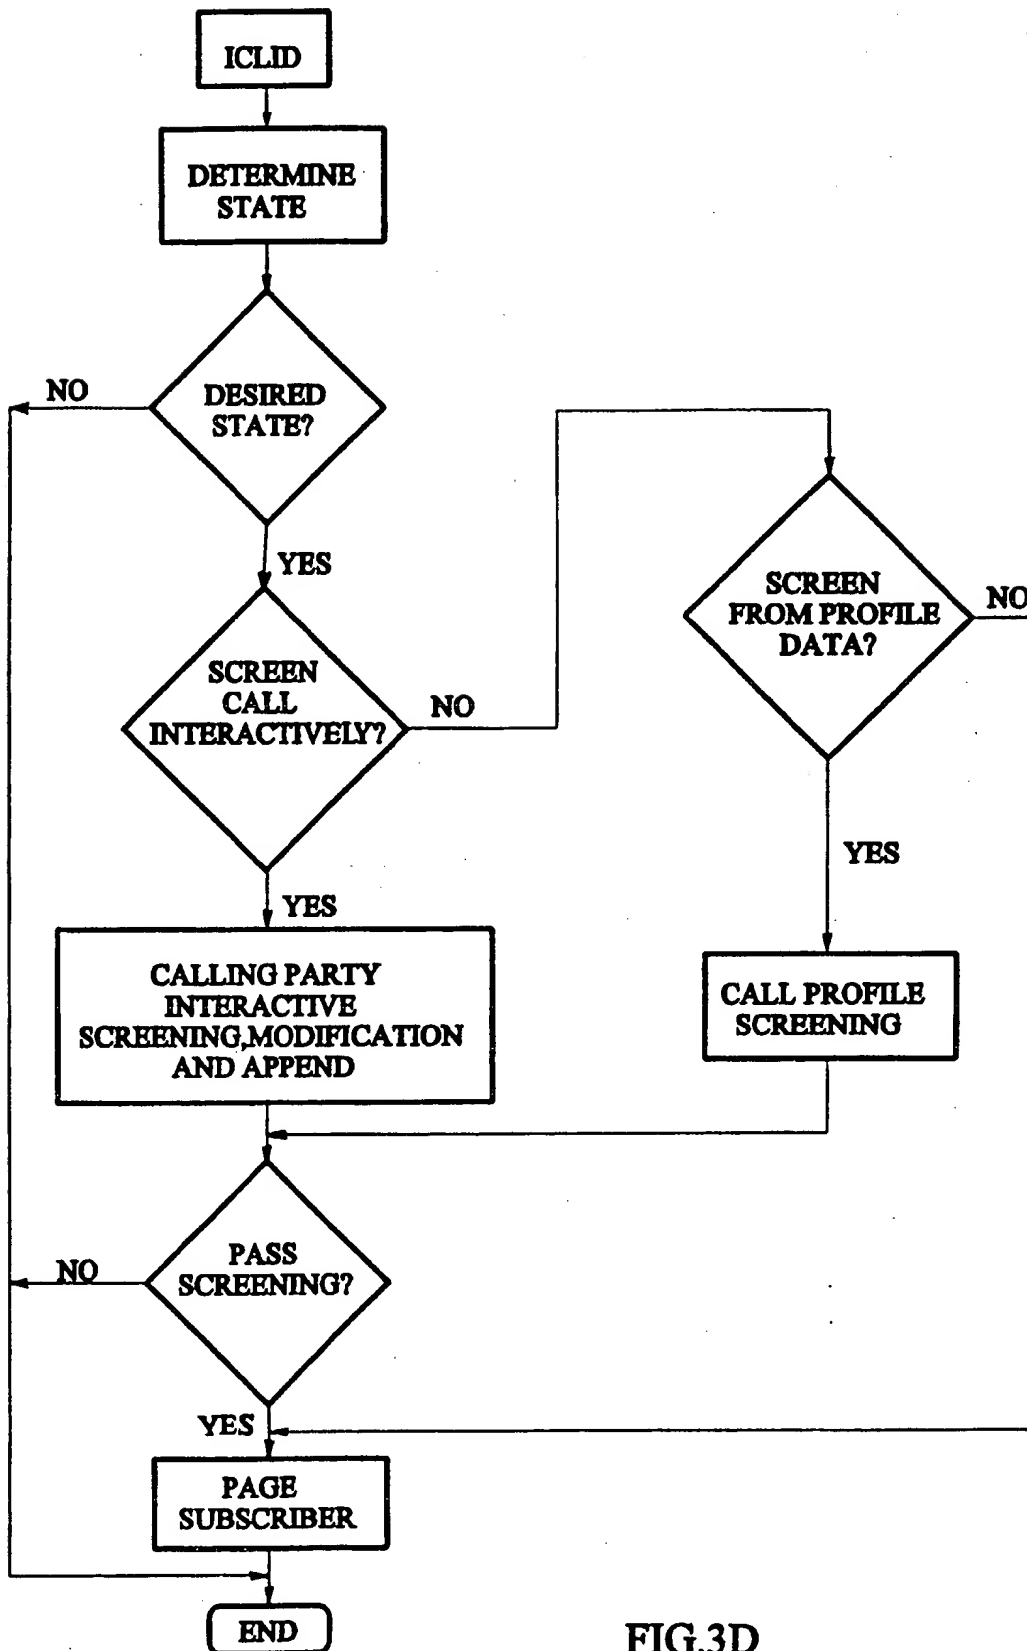 ICLID
DETERMINE
STATE
NO
DESIRED
STATE?
YES
SCREEN
FROM PROFILE
DATA?
NO
SCREEN
CALL
INTERACTIVELY?
NO
YES
YES
CALLING PARTY
INTERACTIVE
SCREENING,MODIFICATION
AND APPEND
CALL PROFILE
SCREENING
PASS
SCREENING?
NO
YES
PAGE
SUBSCRIBER
END
FIG.3D